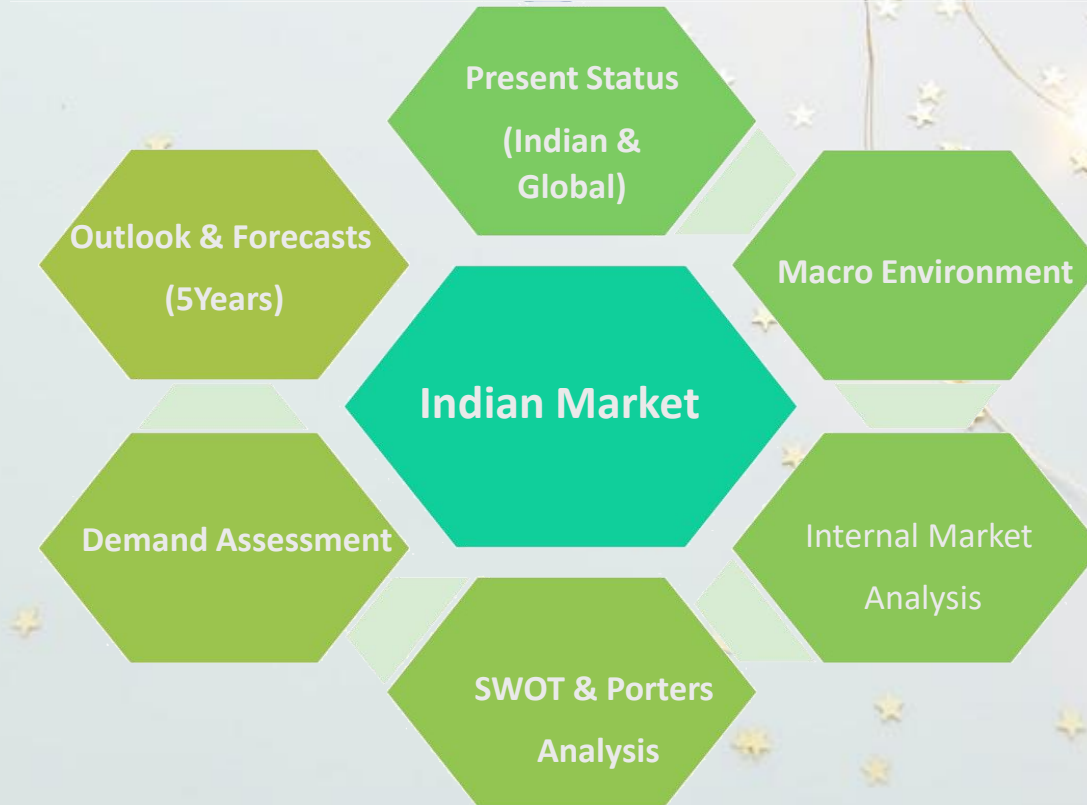 Present Status
(Indian &
Global)
Macro Environment
Internal Market
Analysis
SWOT & Porters
Analysis
Demand Assessment
Outlook & Forecasts
(5Years)
Indian Market